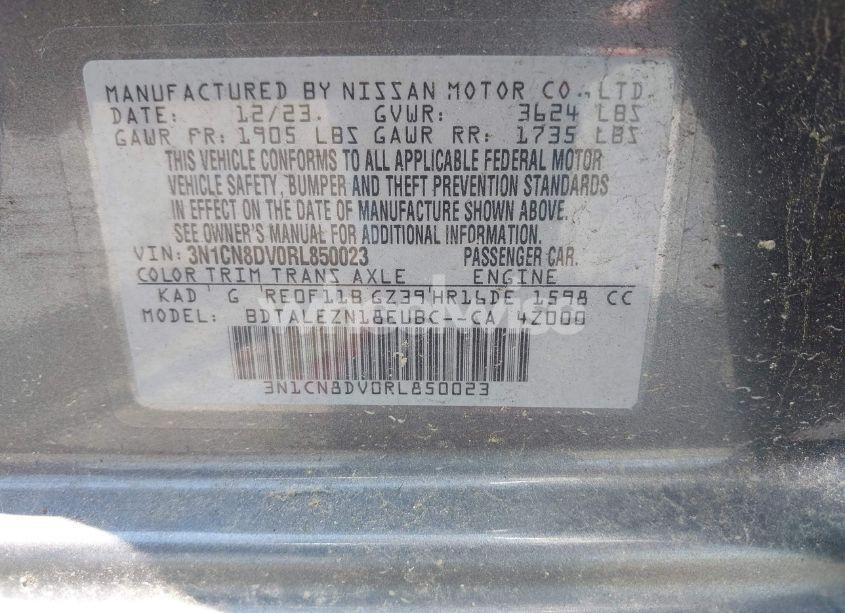 MANUFACTURED BY NISSAN MOTOR CO., LTD.
DATE: 12/23. GVWR: 3624 LBS
GAWR FR: 1905 LBS GAWR RR: 1735 LBS
THIS VEHICLE CONFORMS TO ALL APPLICABLE FEDERAL MOTOR
VEHICLE SAFETY, BUMPER AND THEFT PREVENTION STANDARDS
IN EFFECT ON THE DATE OF MANUFACTURE SHOWN ABOVE.
SEE OWNER'S MANUAL FOR ADDITIONAL INFORMATION.
VIN: 3N1CN8DV0RL850023 PASSENGER CAR.
COLOR TRIM TRANS AXLE ENGINE
KAD G RE0F11B GZ39 HR16DE 1598 CC
MODEL: BDTALEZN18EUBC--CA 4Z000
3N1CN8DV0RL850023